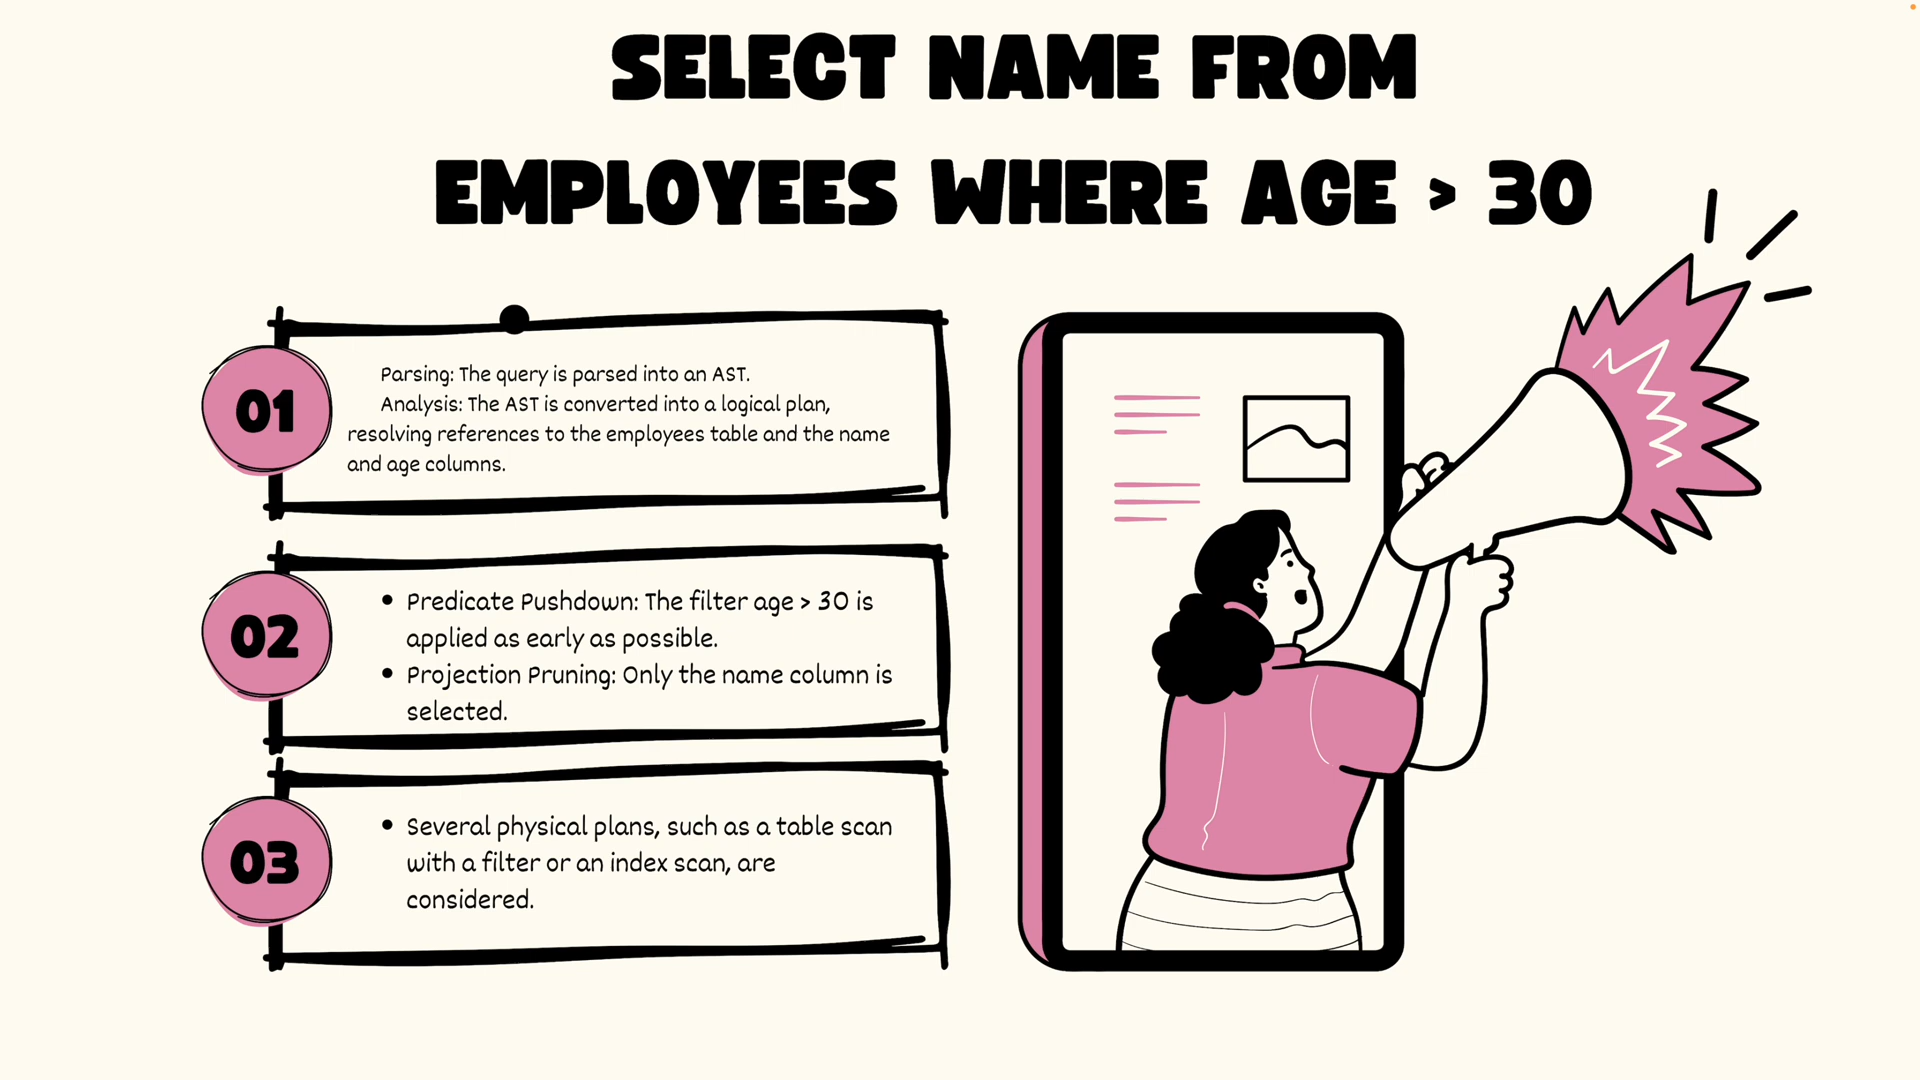 SELECT NAME FROM
EMPLOYEES WHERE AGE > 30
01
Parsing: The query is parsed into an AST.
Analysis: The AST is converted into a logical plan,
resolving references to the employees table and the name
and age columns.
02
• Predicate Pushdown: The filter age > 30 is
applied as early as possible.
• Projection Pruning: Only the name column is
selected.
03
• Several physical plans, such as a table scan
with a filter or an index scan, are
considered.